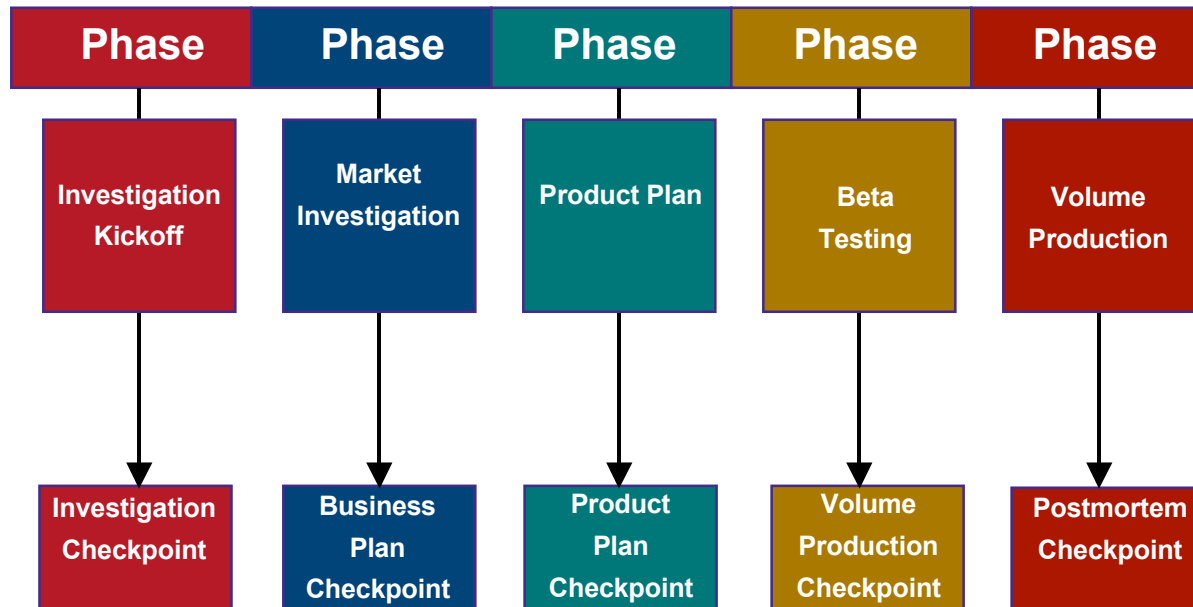 Phase Phase Phase Phase Phase
Investigation
Kickoff
Market
Investigation
Product Plan
Beta
Testing
Volume
Production
Investigation
Checkpoint
Business
Plan
Checkpoint
Product
Plan
Checkpoint
Volume
Production
Checkpoint
Postmortem
Checkpoint